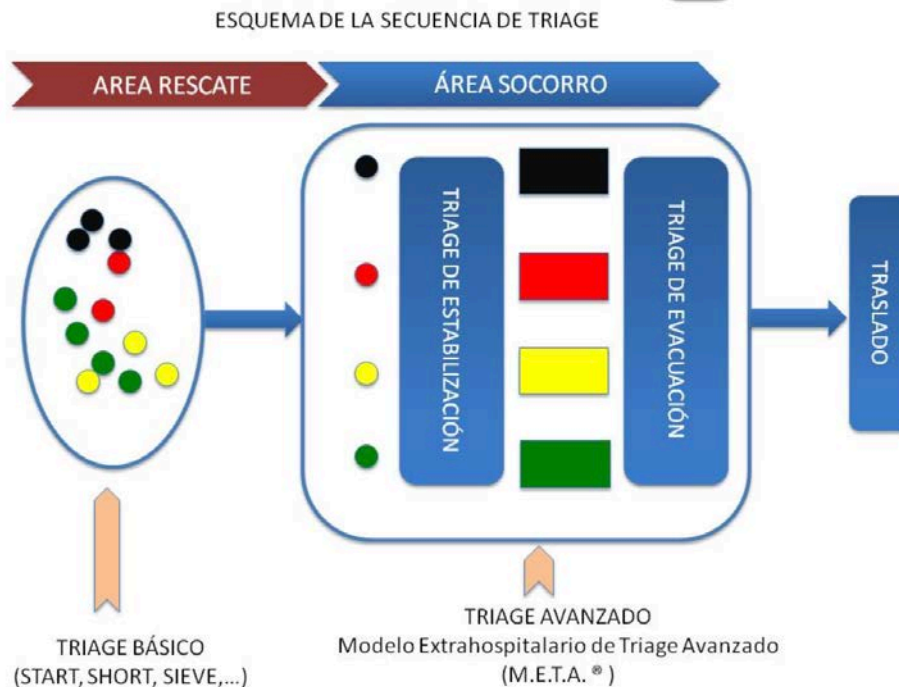 ESQUEMA DE LA SECUENCIA DE TRIAGE
AREA RESCATE
ÁREA SOCORRO
TRIAGE DE ESTABILIZACIÓN
TRIAGE DE EVACUACIÓN
TRASLADO
TRIAGE BÁSICO
(START, SHORT, SIEVE,...)
TRIAGE AVANZADO
Modelo Extrahospitalario de Triage Avanzado
(M.E.T.A. ®)